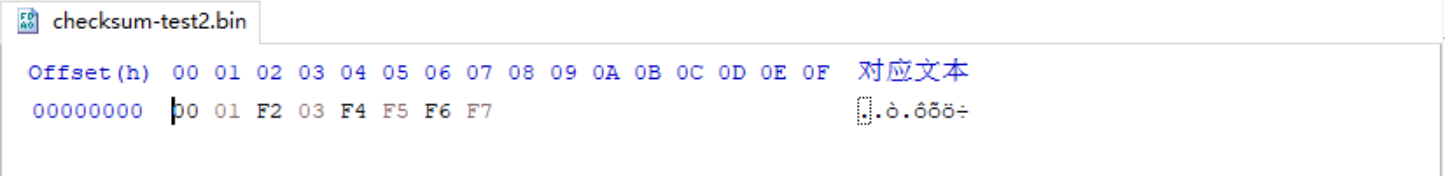 checksum-test2.bin
Offset(h) 00 01 02 03 04 05 06 07 08 09 0A 0B 0C 0D 0E 0F 对应文本
00000000 00 01 F2 03 F4 F5 F6 F7 ..ò.ôõö÷